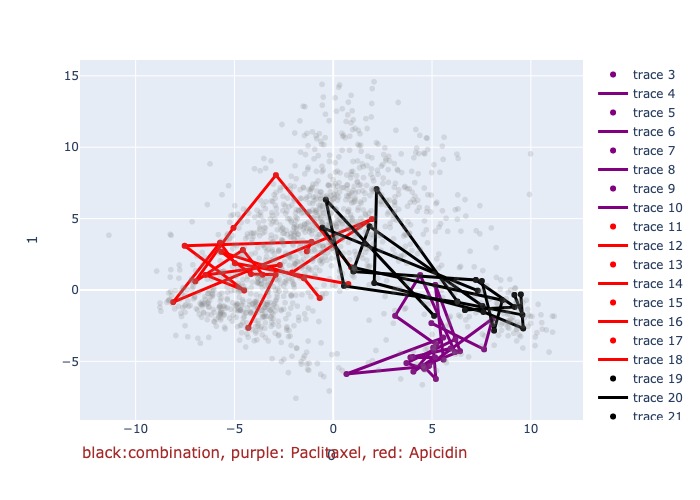 15
10
5
0
−5
1
−10
−5
0
5
10
0
black:combination, purple: Paclitaxel, red: Apicidin
trace 3
trace 4
trace 5
trace 6
trace 7
trace 8
trace 9
trace 10
trace 11
trace 12
trace 13
trace 14
trace 15
trace 16
trace 17
trace 18
trace 19
trace 20
trace 21